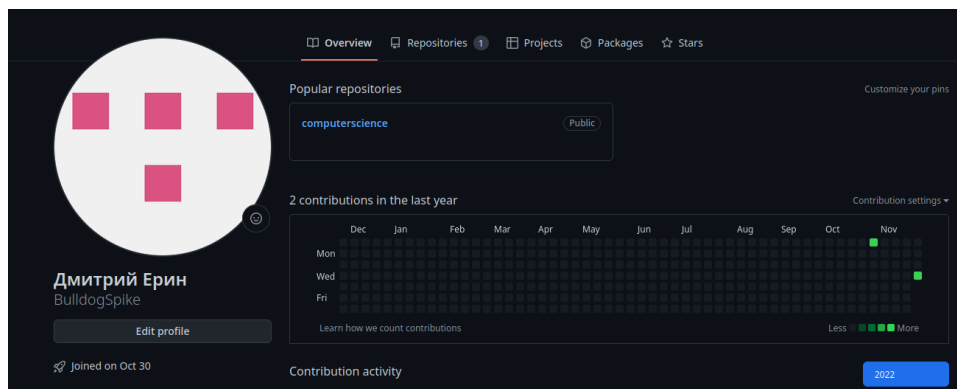 Overview Repositories 1 Projects Packages Stars
Popular repositories Customize your pins
computerscience Public
2 contributions in the last year Contribution settings
Dec Jan Feb Mar Apr May Jun Jul Aug Sep Oct Nov
Mon
Wed
Fri
Learn how we count contributions Less More
Дмитрий Ерин
BulldogSpike
Edit profile
Joined on Oct 30
Contribution activity 2022